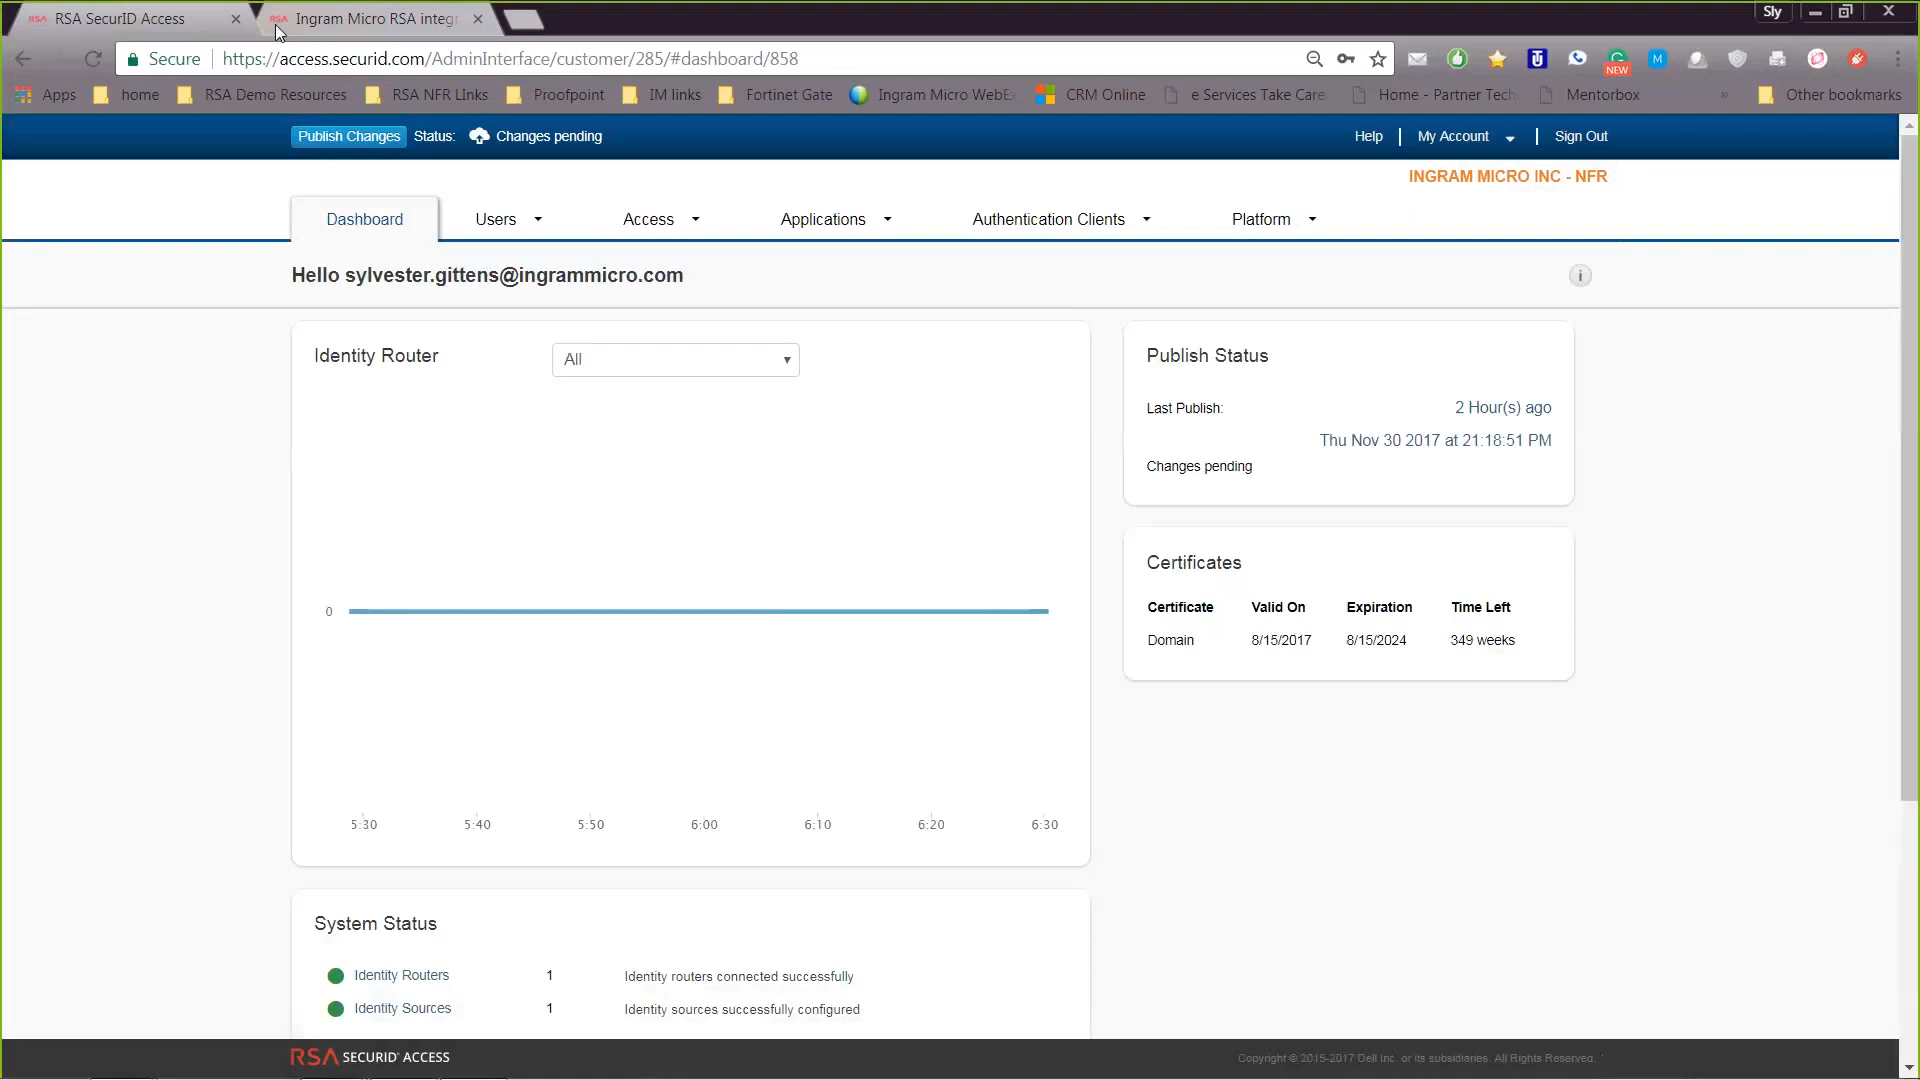 RSA SecurID Access
Ingram Micro RSA integr
Sly
Secure
https://access.securid.com/AdminInterface/customer/285/#dashboard/858
NEW
Apps
home
RSA Demo Resources
RSA NFR LInks
Proofpoint
IM links
Fortinet Gate
Ingram Micro WebEx
CRM Online
e Services Take Care
Home - Partner Tech
Mentorbox
»
Other bookmarks
Publish Changes Status: Changes pending
Help | My Account | Sign Out
INGRAM MICRO INC - NFR
Dashboard
Users
Access
Applications
Authentication Clients
Platform
Hello sylvester.gittens@ingrammicro.com
i
Identity Router
All
0
5:30 5:40 5:50 6:00 6:10 6:20 6:30
Publish Status
Last Publish: 2 Hour(s) ago
Thu Nov 30 2017 at 21:18:51 PM
Changes pending
Certificates
Certificate Valid On Expiration Time Left
Domain 8/15/2017 8/15/2024 349 weeks
System Status
Identity Routers 1 Identity routers connected successfully
Identity Sources 1 Identity sources successfully configured
RSA SECURID® ACCESS
Copyright © 2015-2017 Dell Inc. or its subsidiaries. All Rights Reserved.